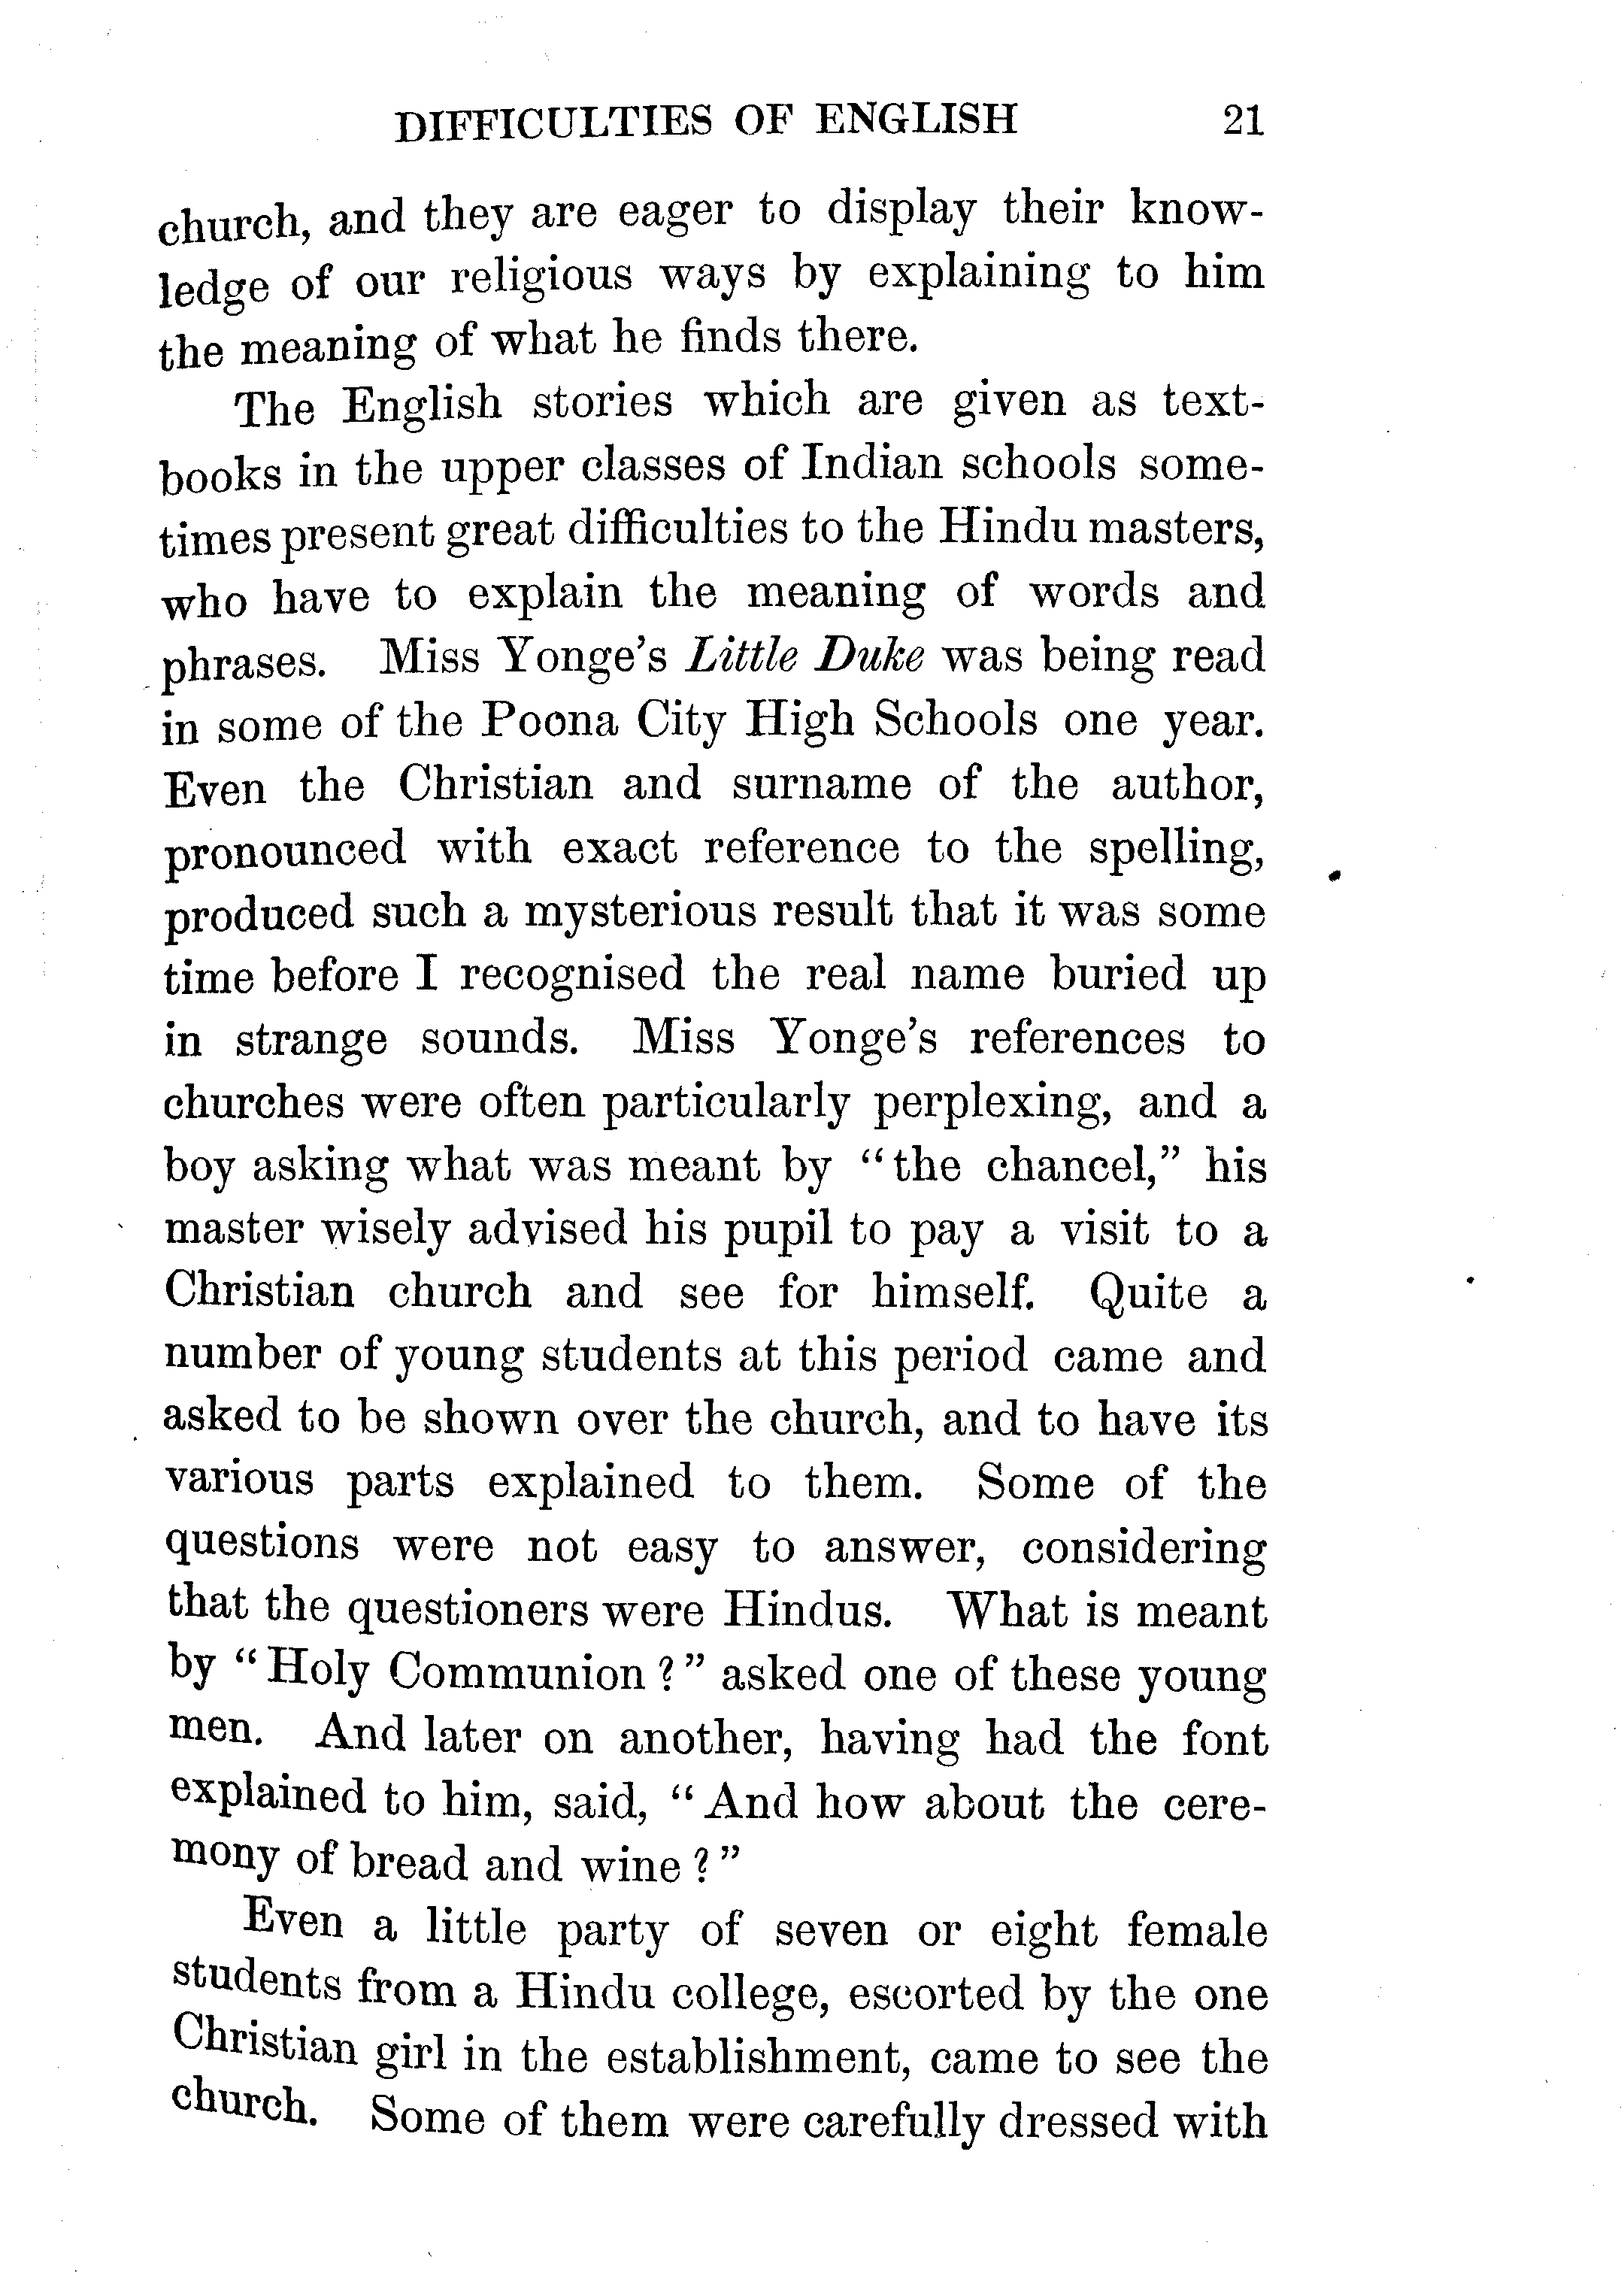 DIFFICULTIES OF ENGLISH 21
church, and they are eager to display their know-
ledge of our religious ways by explaining to him
the meaning of what he finds there.
The English stories which are given as text-
books in the upper classes of Indian schools some-
times present great difficulties to the Hindu masters,
who have to explain the meaning of words and
phrases. Miss Yonge's Little Duke was being read
in some of the Poona City High Schools one year.
Even the Christian and surname of the author,
pronounced with exact reference to the spelling,
produced such a mysterious result that it was some
time before I recognised the real name buried up
in strange sounds. Miss Yonge's references to
churches were often particularly perplexing, and a
boy asking what was meant by "the chancel," his
master wisely advised his pupil to pay a visit to a
Christian church and see for himself. Quite a
number of young students at this period came and
asked to be shown over the church, and to have its
various parts explained to them. Some of the
questions were not easy to answer, considering
that the questioners were Hindus. What is meant
by "Holy Communion?" asked one of these young
men. And later on another, having had the font
explained to him, said, "And how about the cere-
mony of bread and wine?"
Even a little party of seven or eight female
students from a Hindu college, escorted by the one
Christian girl in the establishment, came to see the
church. Some of them were carefully dressed with